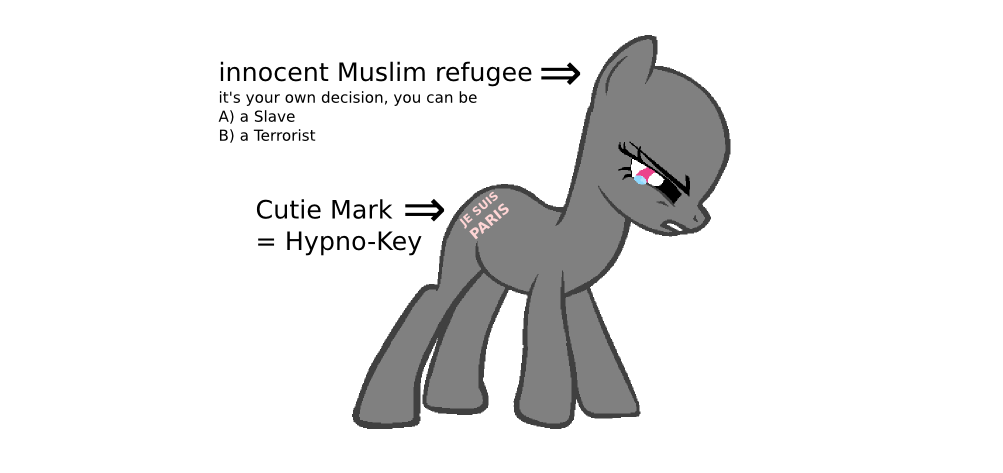 innocent Muslim refugee ⇒
it's your own decision, you can be
A) a Slave
B) a Terrorist
Cutie Mark ⇒
= Hypno-Key
JE SUIS
PARIS